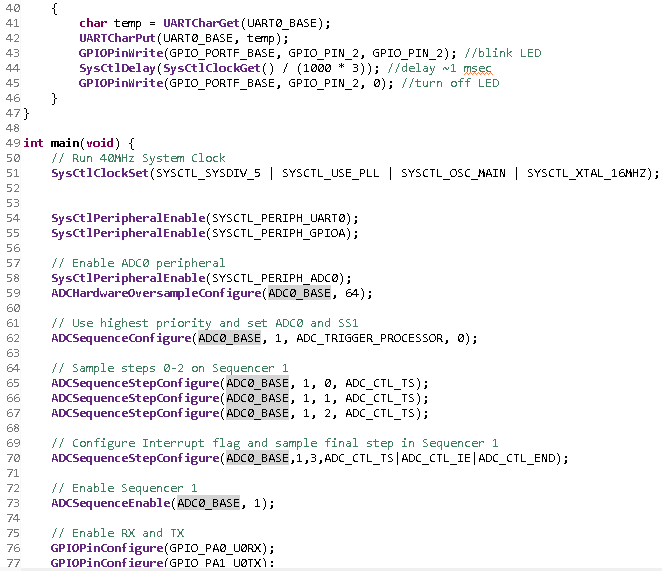 40 {
41 char temp = UARTCharGet(UART0_BASE);
42 UARTCharPut(UART0_BASE, temp);
43 GPIOPinWrite(GPIO_PORTF_BASE, GPIO_PIN_2, GPIO_PIN_2); //blink LED
44 SysCtlDelay(SysCtlClockGet() / (1000 * 3)); //delay ~1 msec
45 GPIOPinWrite(GPIO_PORTF_BASE, GPIO_PIN_2, 0); //turn off LED
46 }
47 }
48
49 int main(void) {
50 // Run 40MHz System Clock
51 SysCtlClockSet(SYSCTL_SYSDIV_5 | SYSCTL_USE_PLL | SYSCTL_OSC_MAIN | SYSCTL_XTAL_16MHZ);
52
53
54 SysCtlPeripheralEnable(SYSCTL_PERIPH_UART0);
55 SysCtlPeripheralEnable(SYSCTL_PERIPH_GPIOA);
56
57 // Enable ADC0 peripheral
58 SysCtlPeripheralEnable(SYSCTL_PERIPH_ADC0);
59 ADCHardwareOversampleConfigure(ADC0_BASE, 64);
60
61 // Use highest priority and set ADC0 and SS1
62 ADCSequenceConfigure(ADC0_BASE, 1, ADC_TRIGGER_PROCESSOR, 0);
63
64 // Sample steps 0-2 on Sequencer 1
65 ADCSequenceStepConfigure(ADC0_BASE, 1, 0, ADC_CTL_TS);
66 ADCSequenceStepConfigure(ADC0_BASE, 1, 1, ADC_CTL_TS);
67 ADCSequenceStepConfigure(ADC0_BASE, 1, 2, ADC_CTL_TS);
68
69 // Configure Interrupt flag and sample final step in Sequencer 1
70 ADCSequenceStepConfigure(ADC0_BASE,1,3,ADC_CTL_TS|ADC_CTL_IE|ADC_CTL_END);
71
72 // Enable Sequencer 1
73 ADCSequenceEnable(ADC0_BASE, 1);
74
75 // Enable RX and TX
76 GPIOPinConfigure(GPIO_PA0_U0RX);
77 GPIOPinConfigure(GPIO_PA1_U0TX);